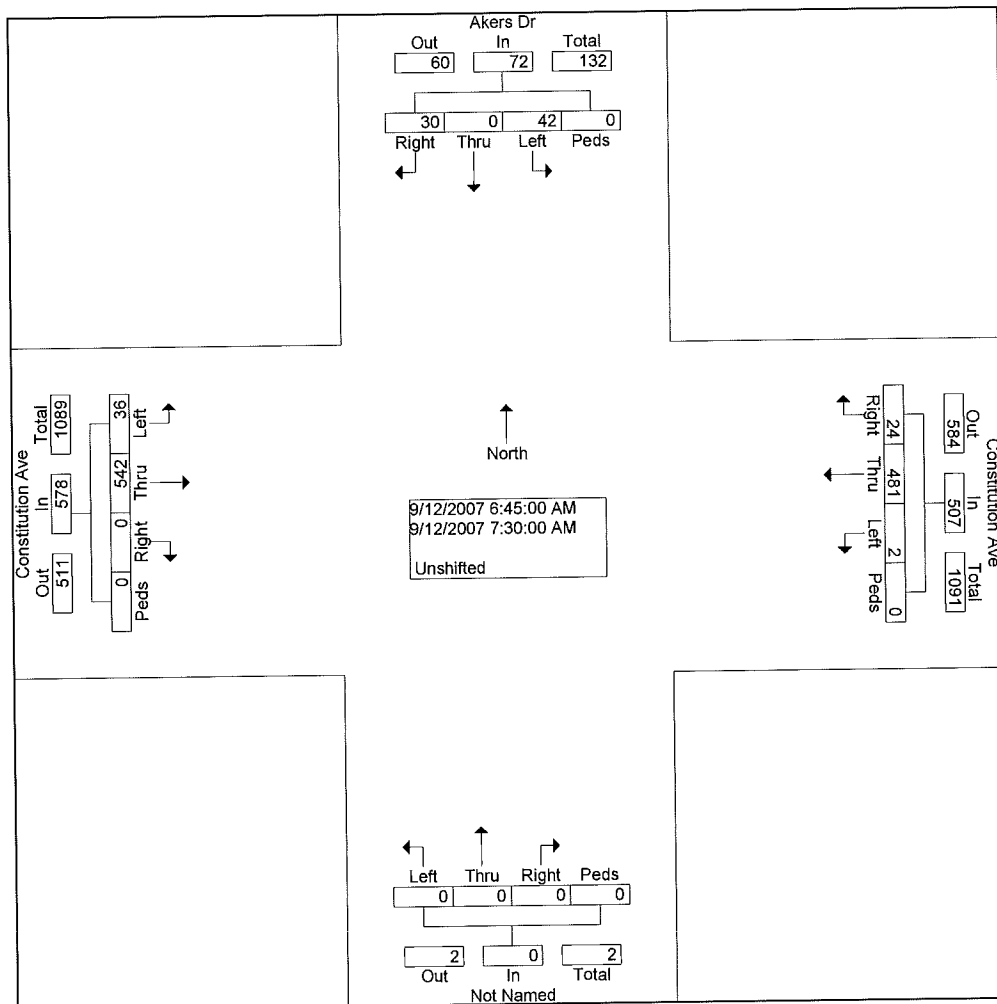 Akers Dr
Out In Total
60 72 132
30 0 42 0
Right Thru Left Peds
Constitution Ave
Total In Out
1089 578 511
36 542 0 0
Left Thru Right Peds
North
9/12/2007 6:45:00 AM
9/12/2007 7:30:00 AM
Unshifted
Right Thru Left Peds
24 481 2 0
Out In Total
584 507 1091
Constitution Ave
Left Thru Right Peds
0 0 0 0
2 0 2
Out In Total
Not Named